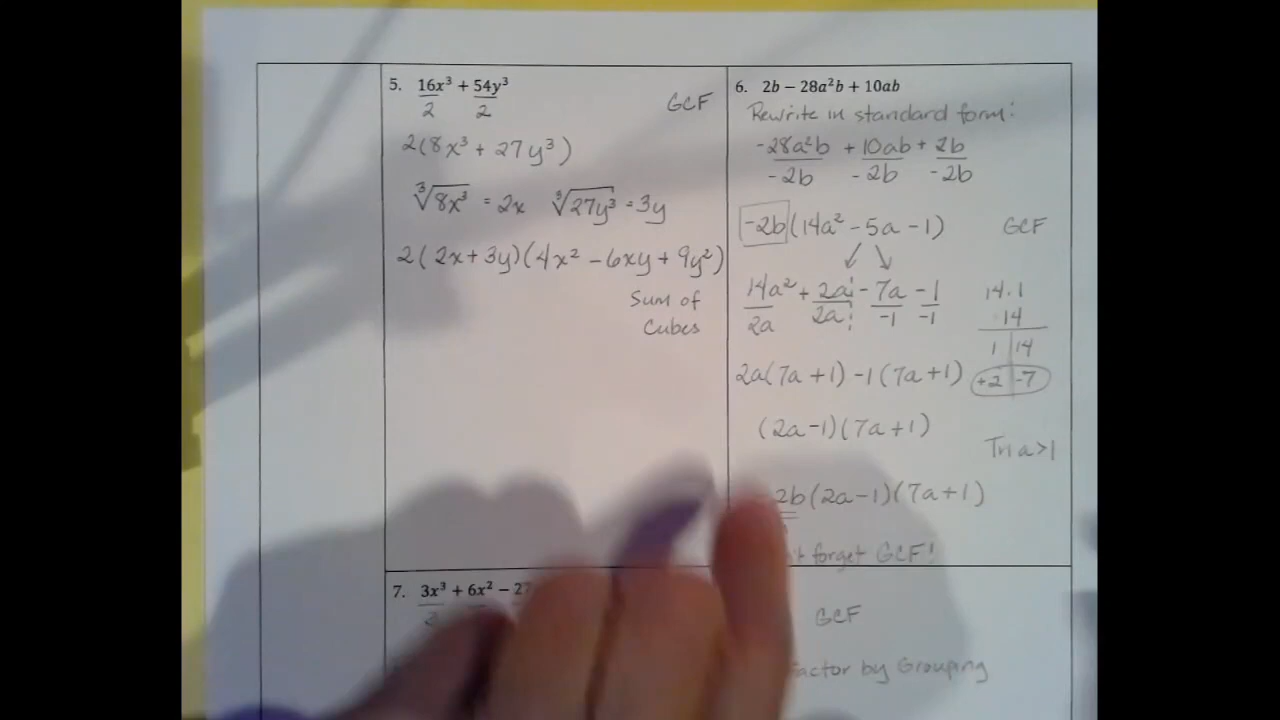 5. 16x³ + 54y³
2 2
GCF
2(8x³ + 27y³)
∛8x³ = 2x ∛27y³ = 3y
2(2x+3y)(4x² - 6xy + 9y²)
Sum of
Cubes
6. 2b − 28a²b + 10ab
Rewrite in standard form:
-28a²b + 10ab + 2b
-2b -2b -2b
-2b(14a² - 5a - 1) GCF
14a² + 2a - 7a - 1
2a 2a -1 -1
14·1
14
1 14
+2 -7
2a(7a+1) -1(7a+1)
(2a-1)(7a+1)
Tri a>1
2b(2a-1)(7a+1)
forget GCF!
7. 3x³ + 6x² −
GCF
Factor by Grouping